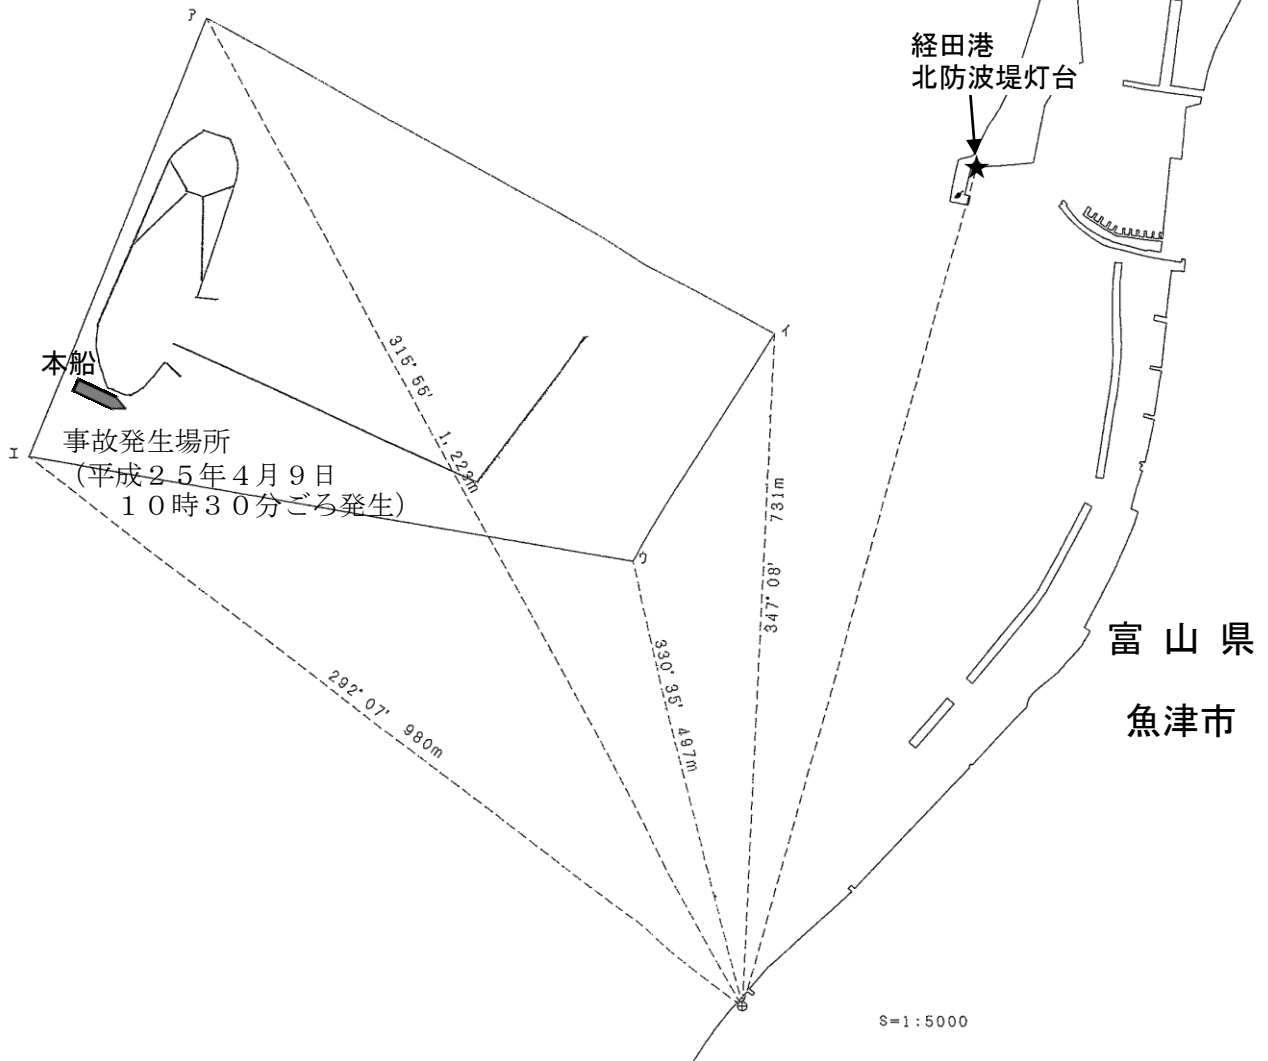 ア
経田港
北防波堤灯台
イ
315°55′ 1,223m
本船
事故発生場所
（平成２５年４月９日
１０時３０分ごろ発生）
エ
ウ
347°08′ 731m
330°35′ 497m
292°07′ 980m
富山県
魚津市
S=1:5000